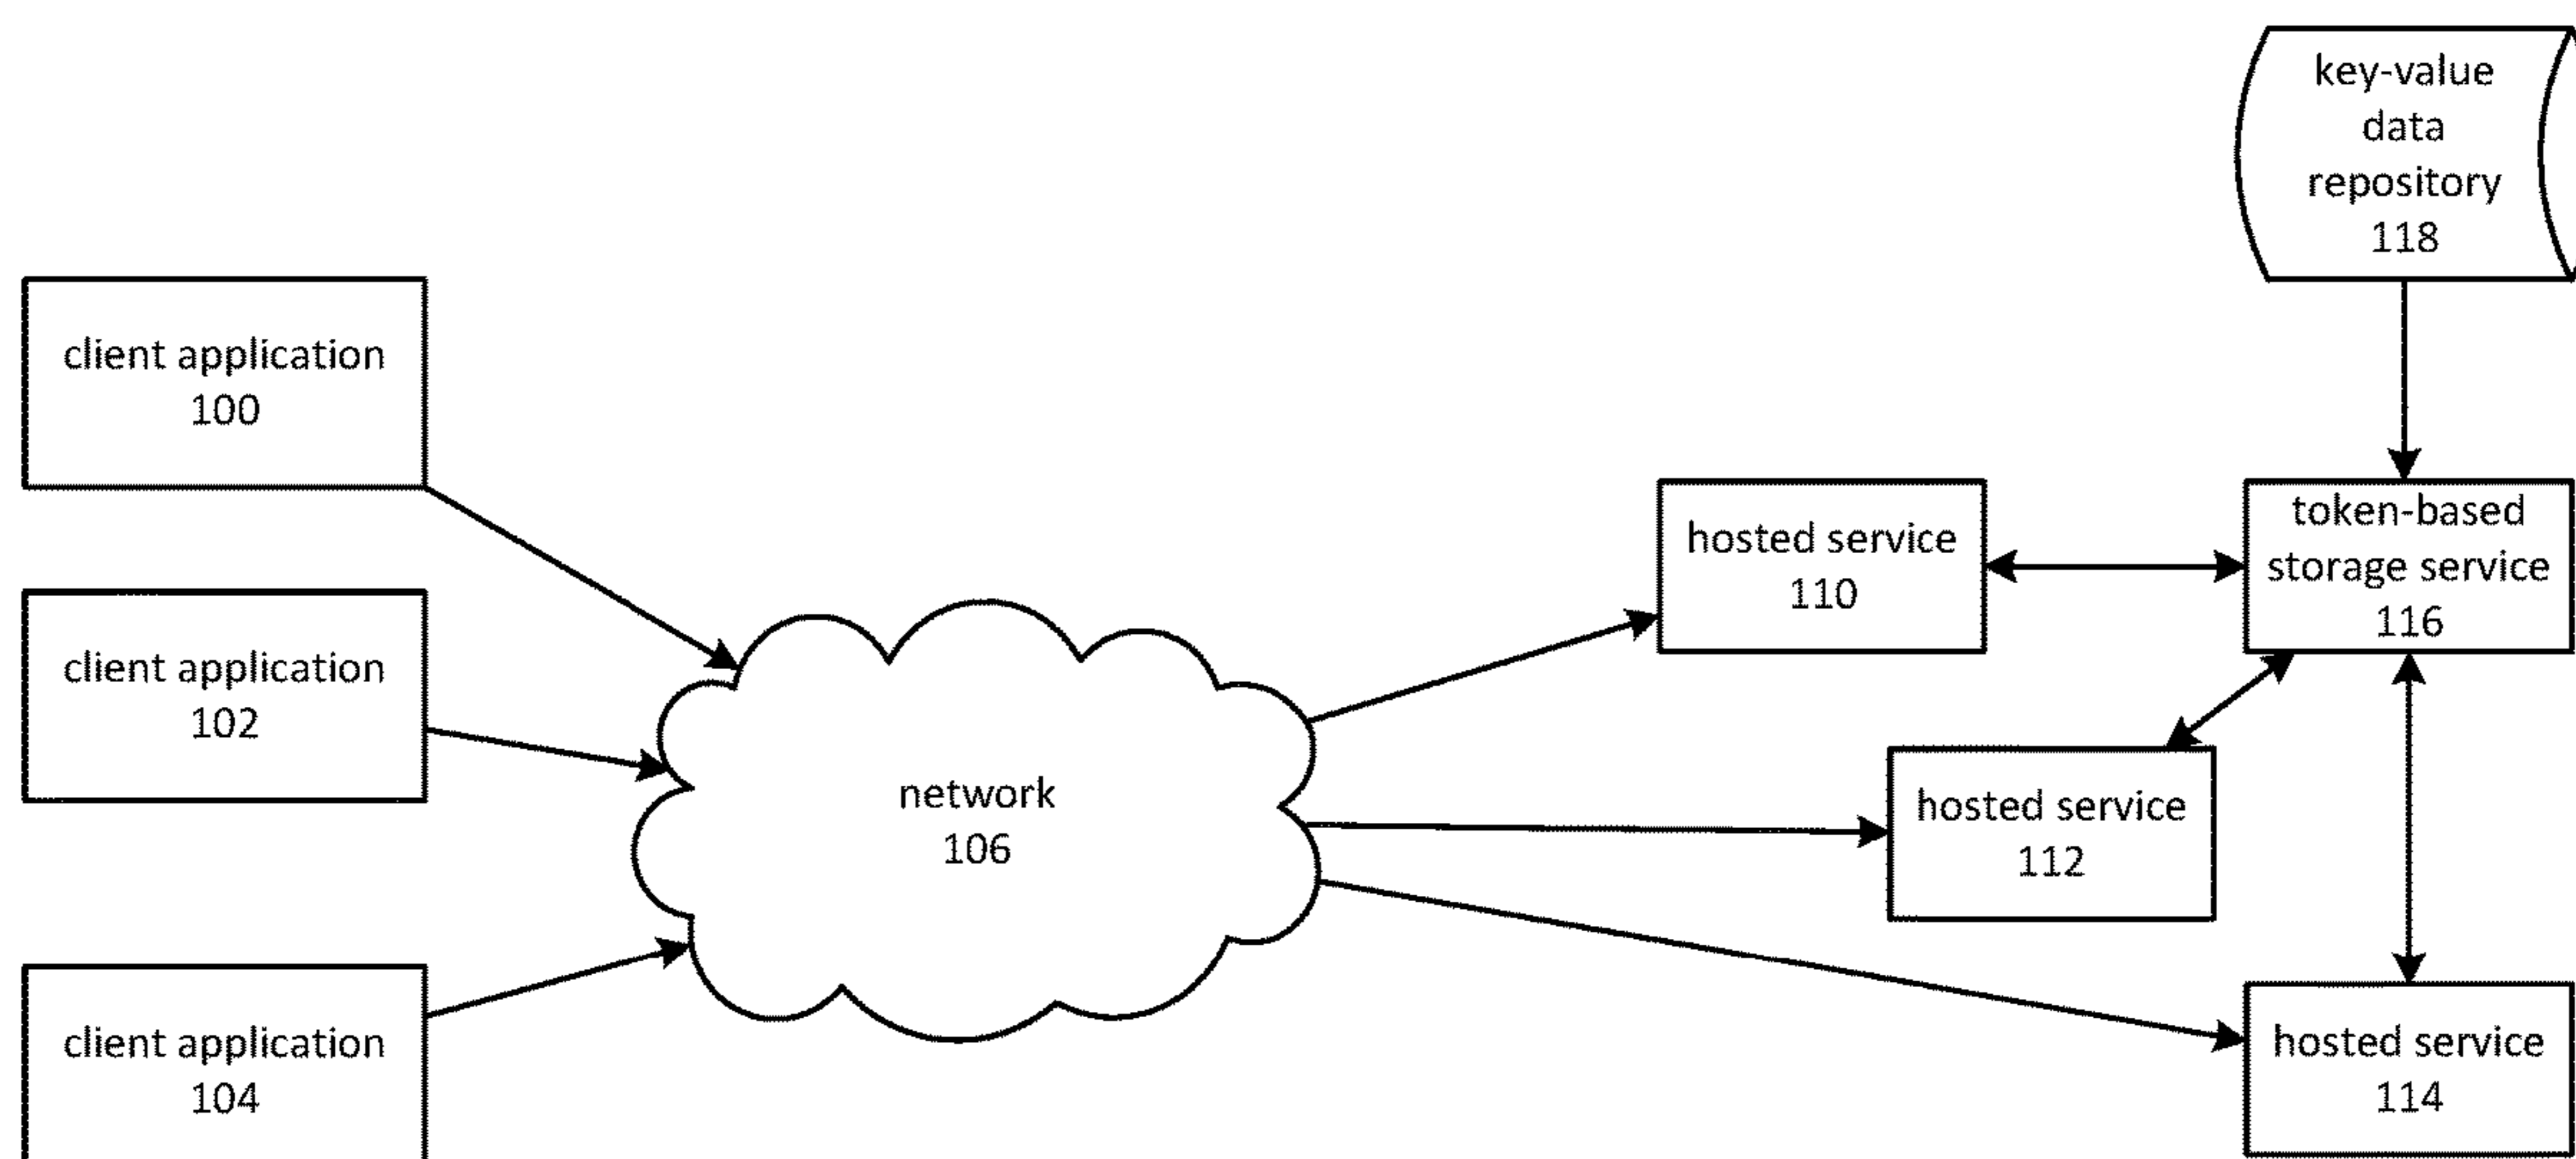 key-value
data
repository
118
client application
100
token-based
storage service
116
hosted service
110
client application
102
network
106
hosted service
112
client application
104
hosted service
114